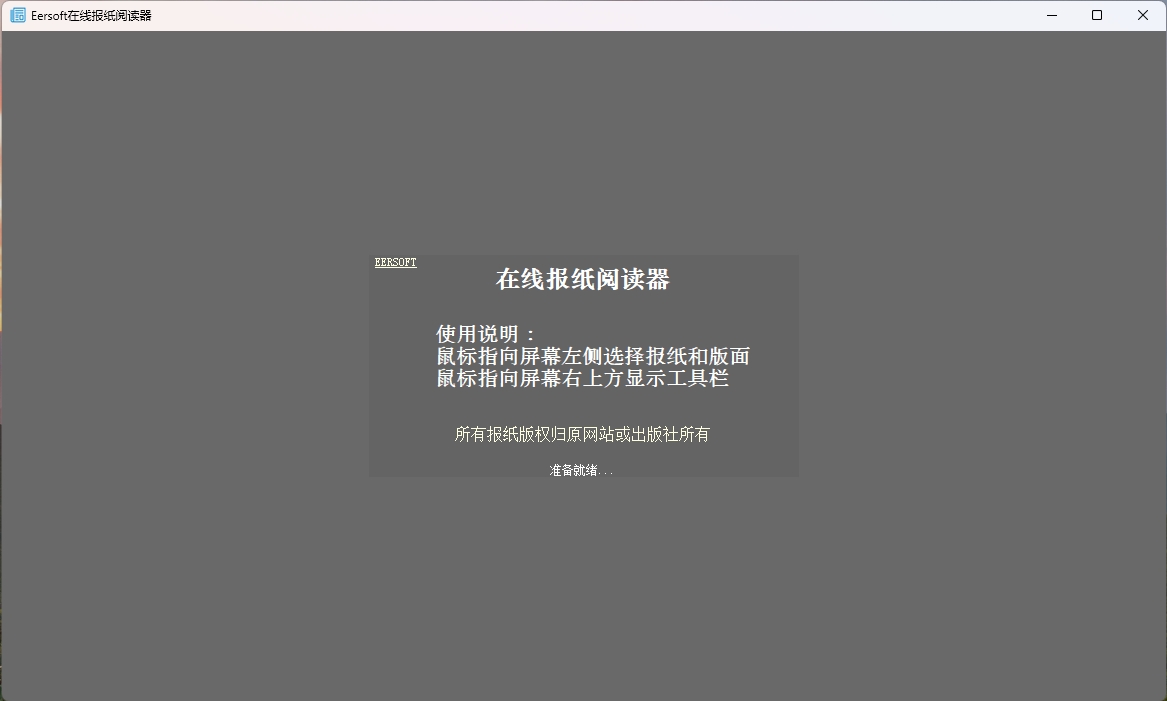 Eersoft在线报纸阅读器
EERSOFT
在线报纸阅读器
使用说明：
鼠标指向屏幕左侧选择报纸和版面
鼠标指向屏幕右上方显示工具栏
所有报纸版权归原网站或出版社所有
准备就绪...